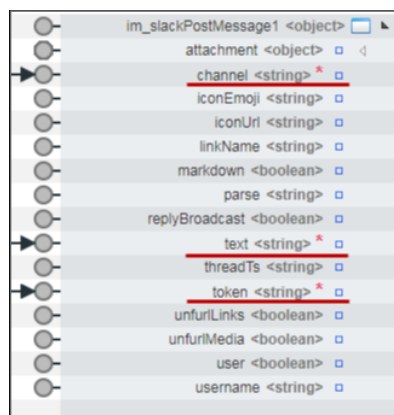 im_slackPostMessage1 <object>
attachment <object>
channel <string> *
iconEmoji <string>
iconUrl <string>
linkName <string>
markdown <boolean>
parse <string>
replyBroadcast <boolean>
text <string> *
threadTs <string>
token <string> *
unfurlLinks <boolean>
unfurlMedia <boolean>
user <boolean>
username <string>